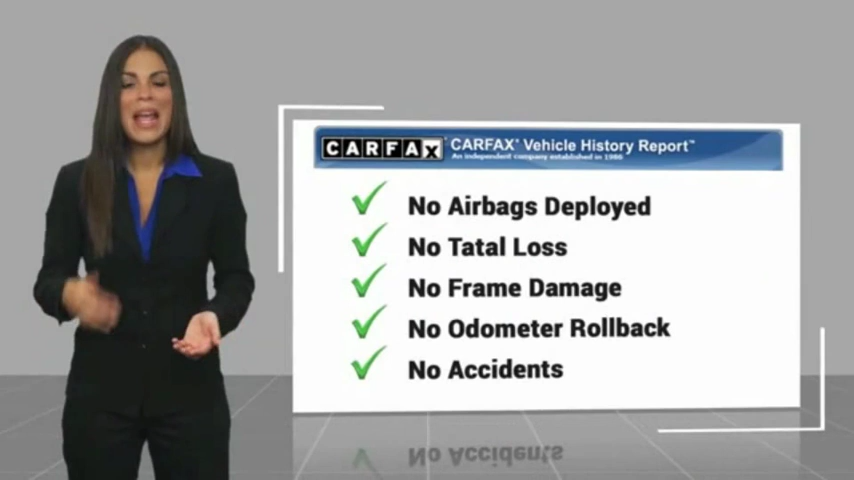 CARFAX CARFAX® Vehicle History Report™
An independent company established in 1986
No Airbags Deployed
No Tatal Loss
No Frame Damage
No Odometer Rollback
No Accidents
No Accidents